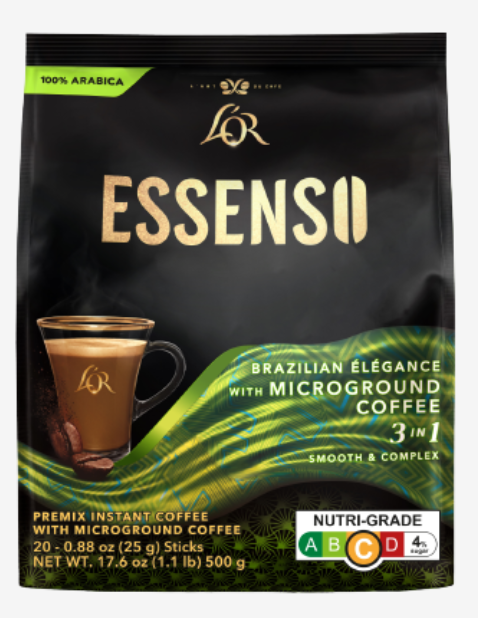 100% ARABICA
L'ART DU CAFÉ
L'OR
ESSENSO
L'OR
BRAZILIAN ÉLÉGANCE
WITH MICROGROUND
COFFEE
3 IN 1
SMOOTH & COMPLEX
PREMIX INSTANT COFFEE
WITH MICROGROUND COFFEE
20 - 0.88 oz (25 g) Sticks
NET WT. 17.6 oz (1.1 lb) 500 g
NUTRI-GRADE
A B C D 4% sugar